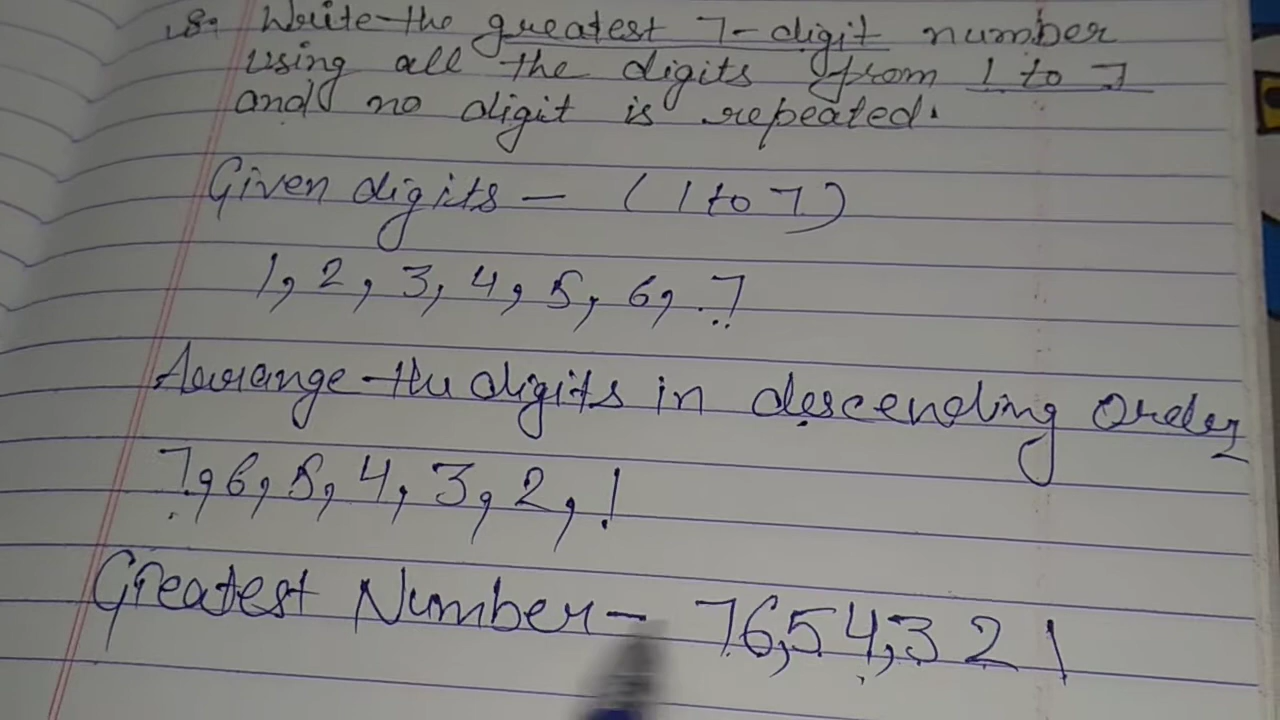 8. Write the greatest 7-digit number
using all the digits from 1 to 7
and no digit is repeated.
Given digits - (1 to 7)
1, 2, 3, 4, 5, 6, 7
Arrange the digits in descending order
7, 6, 5, 4, 3, 2, 1
Greatest Number - 76,54,321